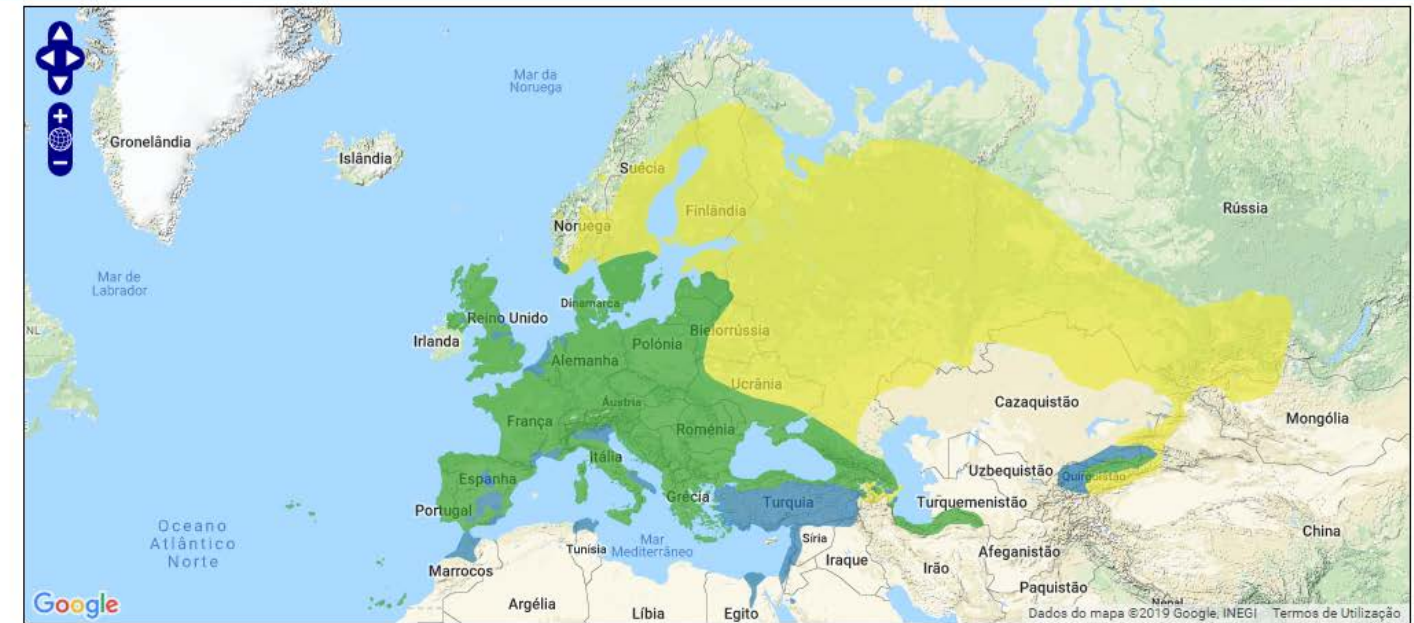 Mar da
Noruega
Gronelândia
Islândia
Suécia
Finlândia
Noruega
Rússia
Mar de
Labrador
NL
Dinamarca
Reino Unido
Irlanda
Bielorrússia
Polónia
Alemanha
Ucrânia
Cazaquistão
Áustria
França
Mongólia
Roménia
Itália
Uzbequistão
Quirguistão
Espanha
Grécia
Turquia
Turquemenistão
Portugal
Oceano
Atlântico
Norte
China
Síria
Tunísia
Mar
Mediterrâneo
Afeganistão
Iraque
Irão
Marrocos
Paquistão
Nepal
Google
Argélia
Líbia
Egito
Dados do mapa ©2019 Google, INEGI Termos de Utilização